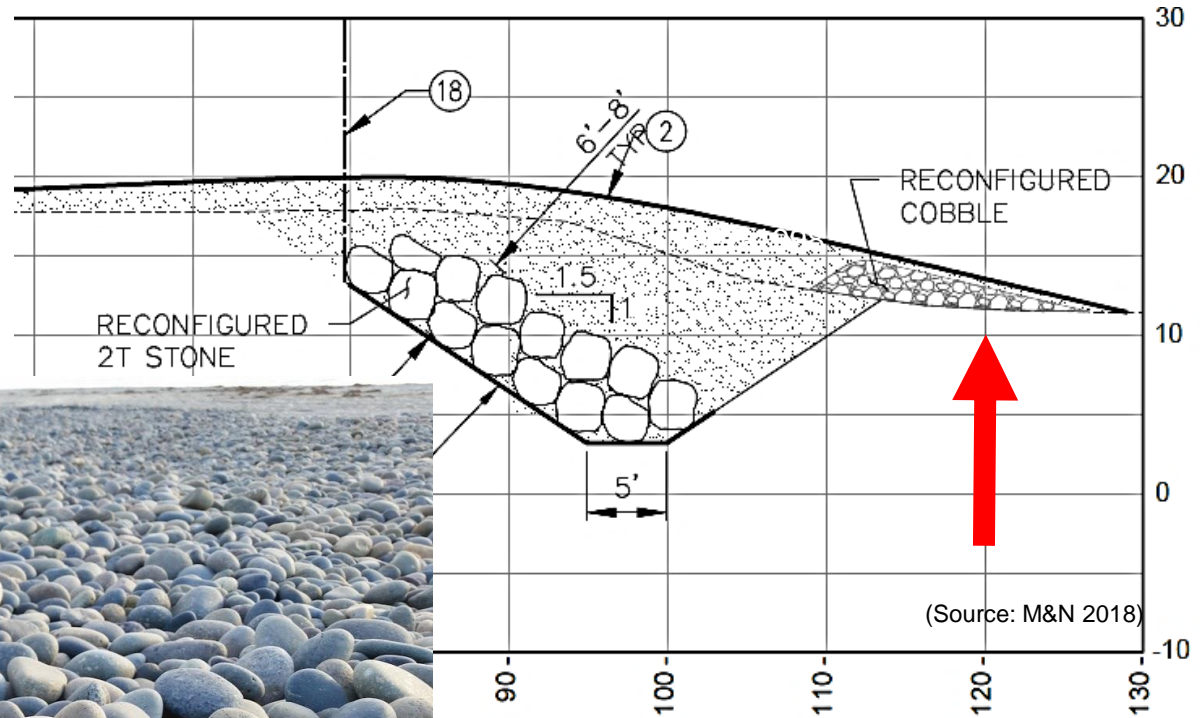 30
18
6'-8'
TYP
2
20
RECONFIGURED
COBBLE
1.5
1
RECONFIGURED
2T STONE
10
5'
0
(Source: M&N 2018)
-10
90-
100-
110-
120-
130-